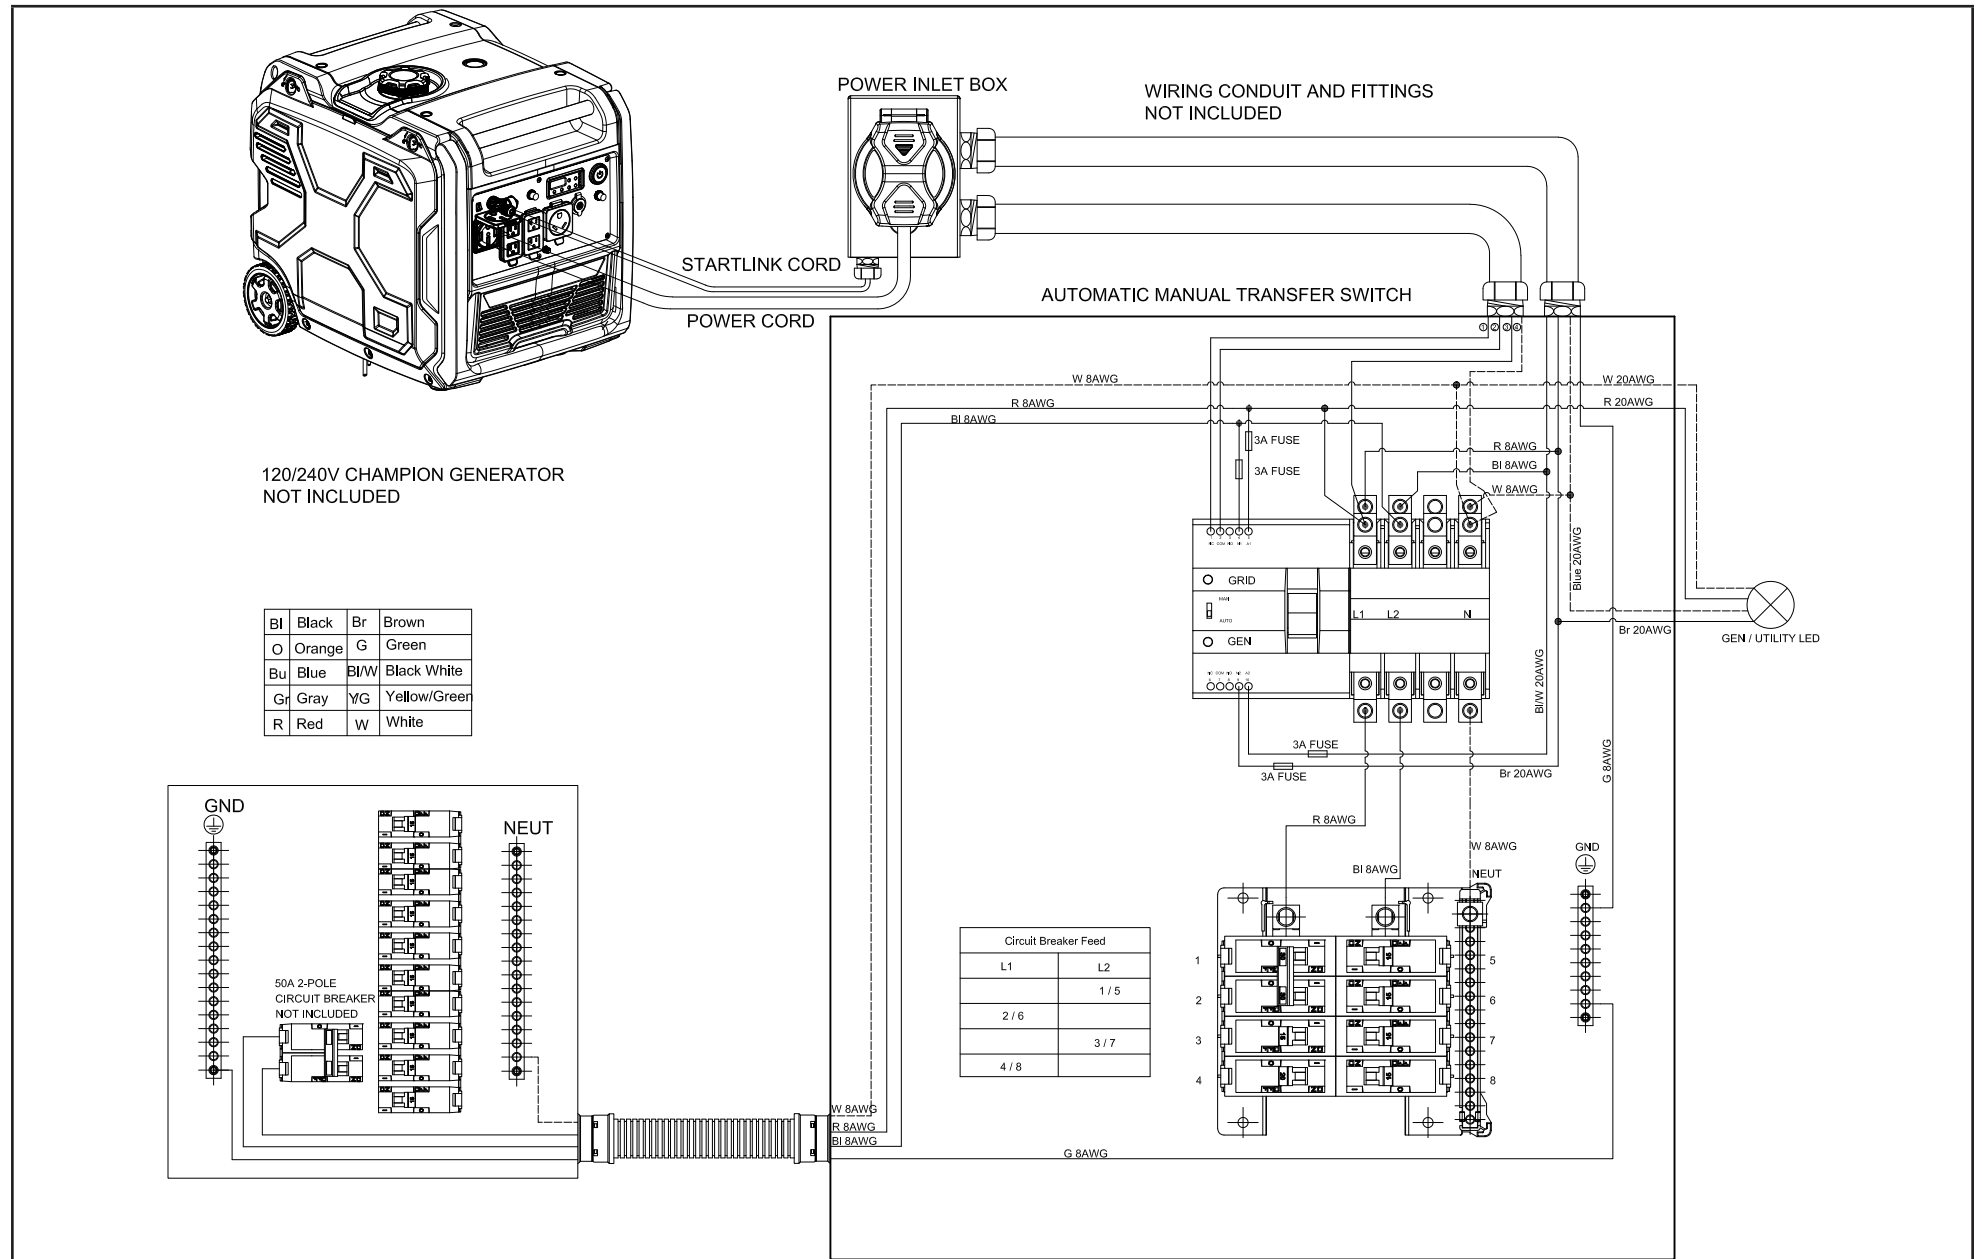 POWER INLET BOX
WIRING CONDUIT AND FITTINGS
NOT INCLUDED
STARTLINK CORD
POWER CORD
AUTOMATIC MANUAL TRANSFER SWITCH
① ② ③ ④
W 8AWG
W 20AWG
R 8AWG
R 20AWG
Bl 8AWG
3A FUSE
3A FUSE
R 8AWG
Bl 8AWG
W 8AWG
120/240V CHAMPION GENERATOR
NOT INCLUDED
GRID
MAN
AUTO
GEN
L1 L2 N
Blue 20AWG
Br 20AWG
GEN / UTILITY LED
Bl Black Br Brown
O Orange G Green
Bu Blue Bl/W Black White
Gr Gray Y/G Yellow/Green
R Red W White
Bl/W 20AWG
G 8AWG
3A FUSE
3A FUSE
Br 20AWG
R 8AWG
Bl 8AWG
W 8AWG
NEUT
GND
GND
NEUT
50A 2-POLE
CIRCUIT BREAKER
NOT INCLUDED
Circuit Breaker Feed
L1 L2
1 / 5
2 / 6
3 / 7
4 / 8
1 5
2 6
3 7
4 8
W 8AWG
R 8AWG
Bl 8AWG
G 8AWG